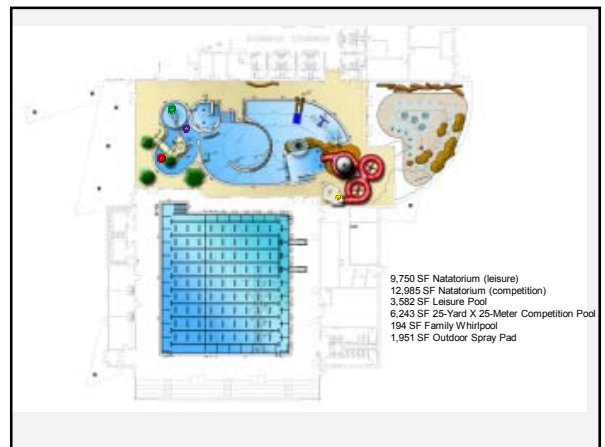 9,750 SF Natatorium (leisure)
12,985 SF Natatorium (competition)
3,582 SF Leisure Pool
6,243 SF 25-Yard X 25-Meter Competition Pool
194 SF Family Whirlpool
1,951 SF Outdoor Spray Pad